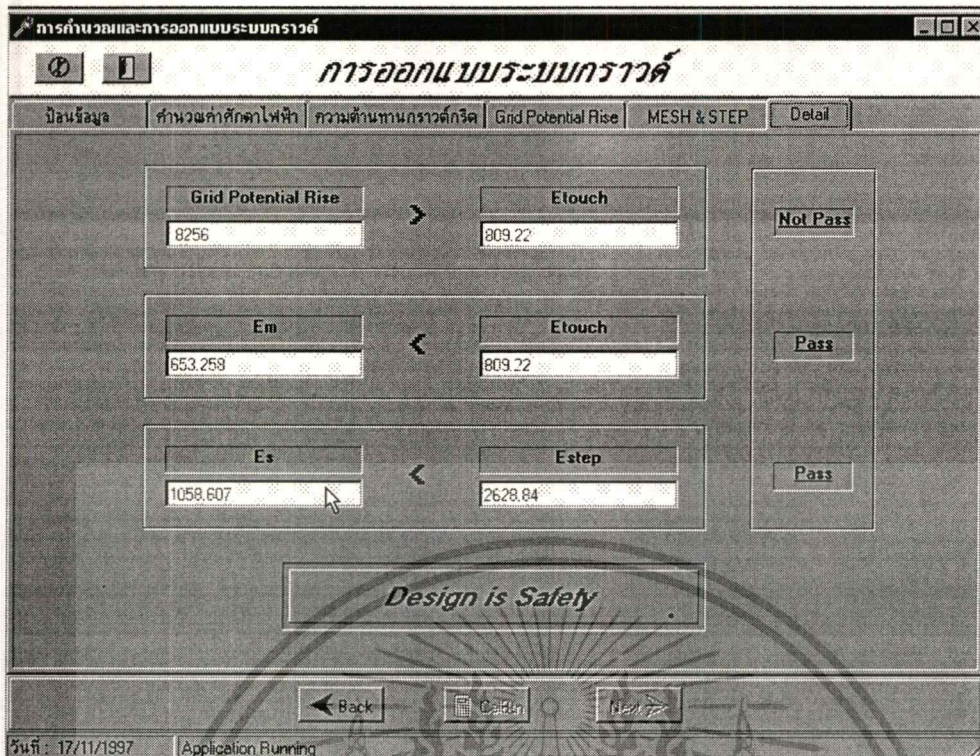 การคำนวณและการออกแบบระบบกราวด์
การออกแบบระบบกราวด์
ป้อนข้อมูล คำนวณค่าศักดาไฟฟ้า ความต้านทานกราวด์กริด Grid Potential Rise MESH & STEP Detail
Grid Potential Rise > Etouch
8256 809.22 Not Pass
Em < Etouch
653.259 809.22 Pass
Es < Estep
1058.607 2628.84 Pass
Design is Safety
Back CalRun Next
วันที่ : 17/11/1997 Application Running